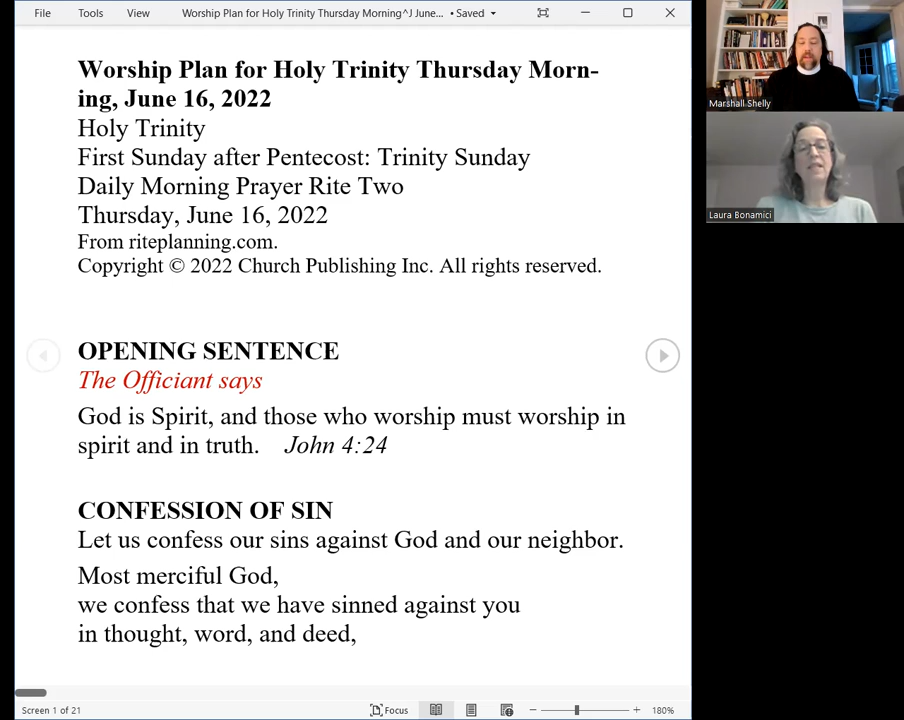 File Tools View Worship Plan for Holy Trinity Thursday Morning^J June... • Saved
Worship Plan for Holy Trinity Thursday Morn-
ing, June 16, 2022
Holy Trinity
First Sunday after Pentecost: Trinity Sunday
Daily Morning Prayer Rite Two
Thursday, June 16, 2022
From riteplanning.com.
Copyright © 2022 Church Publishing Inc. All rights reserved.
OPENING SENTENCE
The Officiant says
God is Spirit, and those who worship must worship in
spirit and in truth. John 4:24
CONFESSION OF SIN
Let us confess our sins against God and our neighbor.
Most merciful God,
we confess that we have sinned against you
in thought, word, and deed,
Screen 1 of 21 Focus 180%
Marshall Shelly
Laura Bonamici